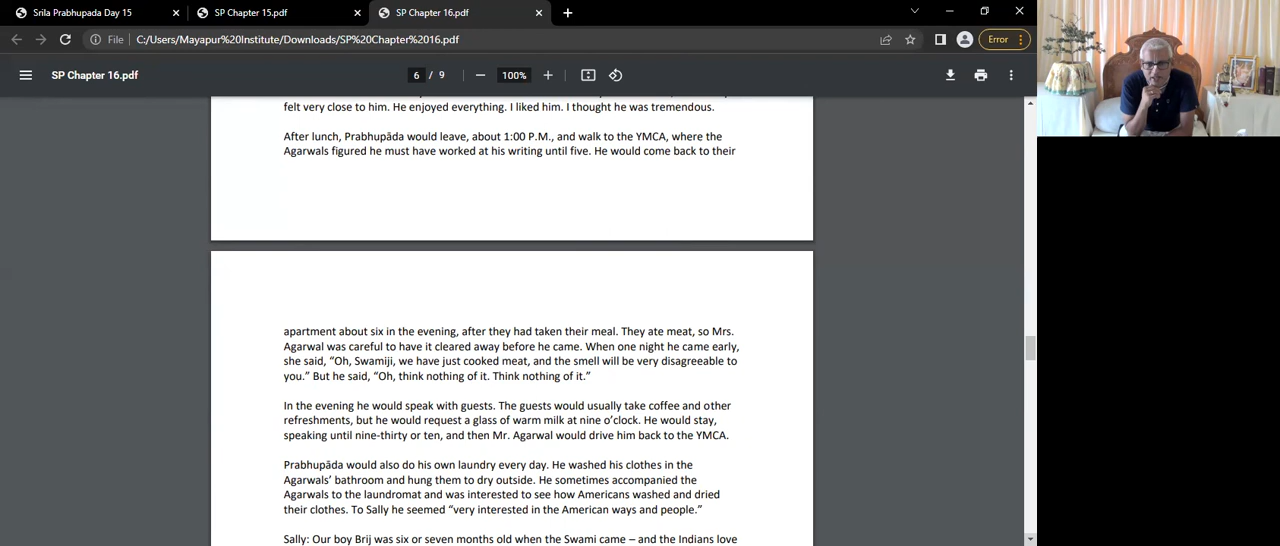 Srila Prabhupada Day 15
SP Chapter 15.pdf
SP Chapter 16.pdf
File
C:/Users/Mayapur%20Institute/Downloads/SP%20Chapter%2016.pdf
Error
SP Chapter 16.pdf
6 / 9
100%
felt very close to him. He enjoyed everything. I liked him. I thought he was tremendous.
After lunch, Prabhupāda would leave, about 1:00 P.M., and walk to the YMCA, where the
Agarwals figured he must have worked at his writing until five. He would come back to their
apartment about six in the evening, after they had taken their meal. They ate meat, so Mrs.
Agarwal was careful to have it cleared away before he came. When one night he came early,
she said, “Oh, Swamiji, we have just cooked meat, and the smell will be very disagreeable to
you.” But he said, “Oh, think nothing of it. Think nothing of it.”
In the evening he would speak with guests. The guests would usually take coffee and other
refreshments, but he would request a glass of warm milk at nine o’clock. He would stay,
speaking until nine-thirty or ten, and then Mr. Agarwal would drive him back to the YMCA.
Prabhupāda would also do his own laundry every day. He washed his clothes in the
Agarwals’ bathroom and hung them to dry outside. He sometimes accompanied the
Agarwals to the laundromat and was interested to see how Americans washed and dried
their clothes. To Sally he seemed “very interested in the American ways and people.”
Sally: Our boy Brij was six or seven months old when the Swami came – and the Indians love